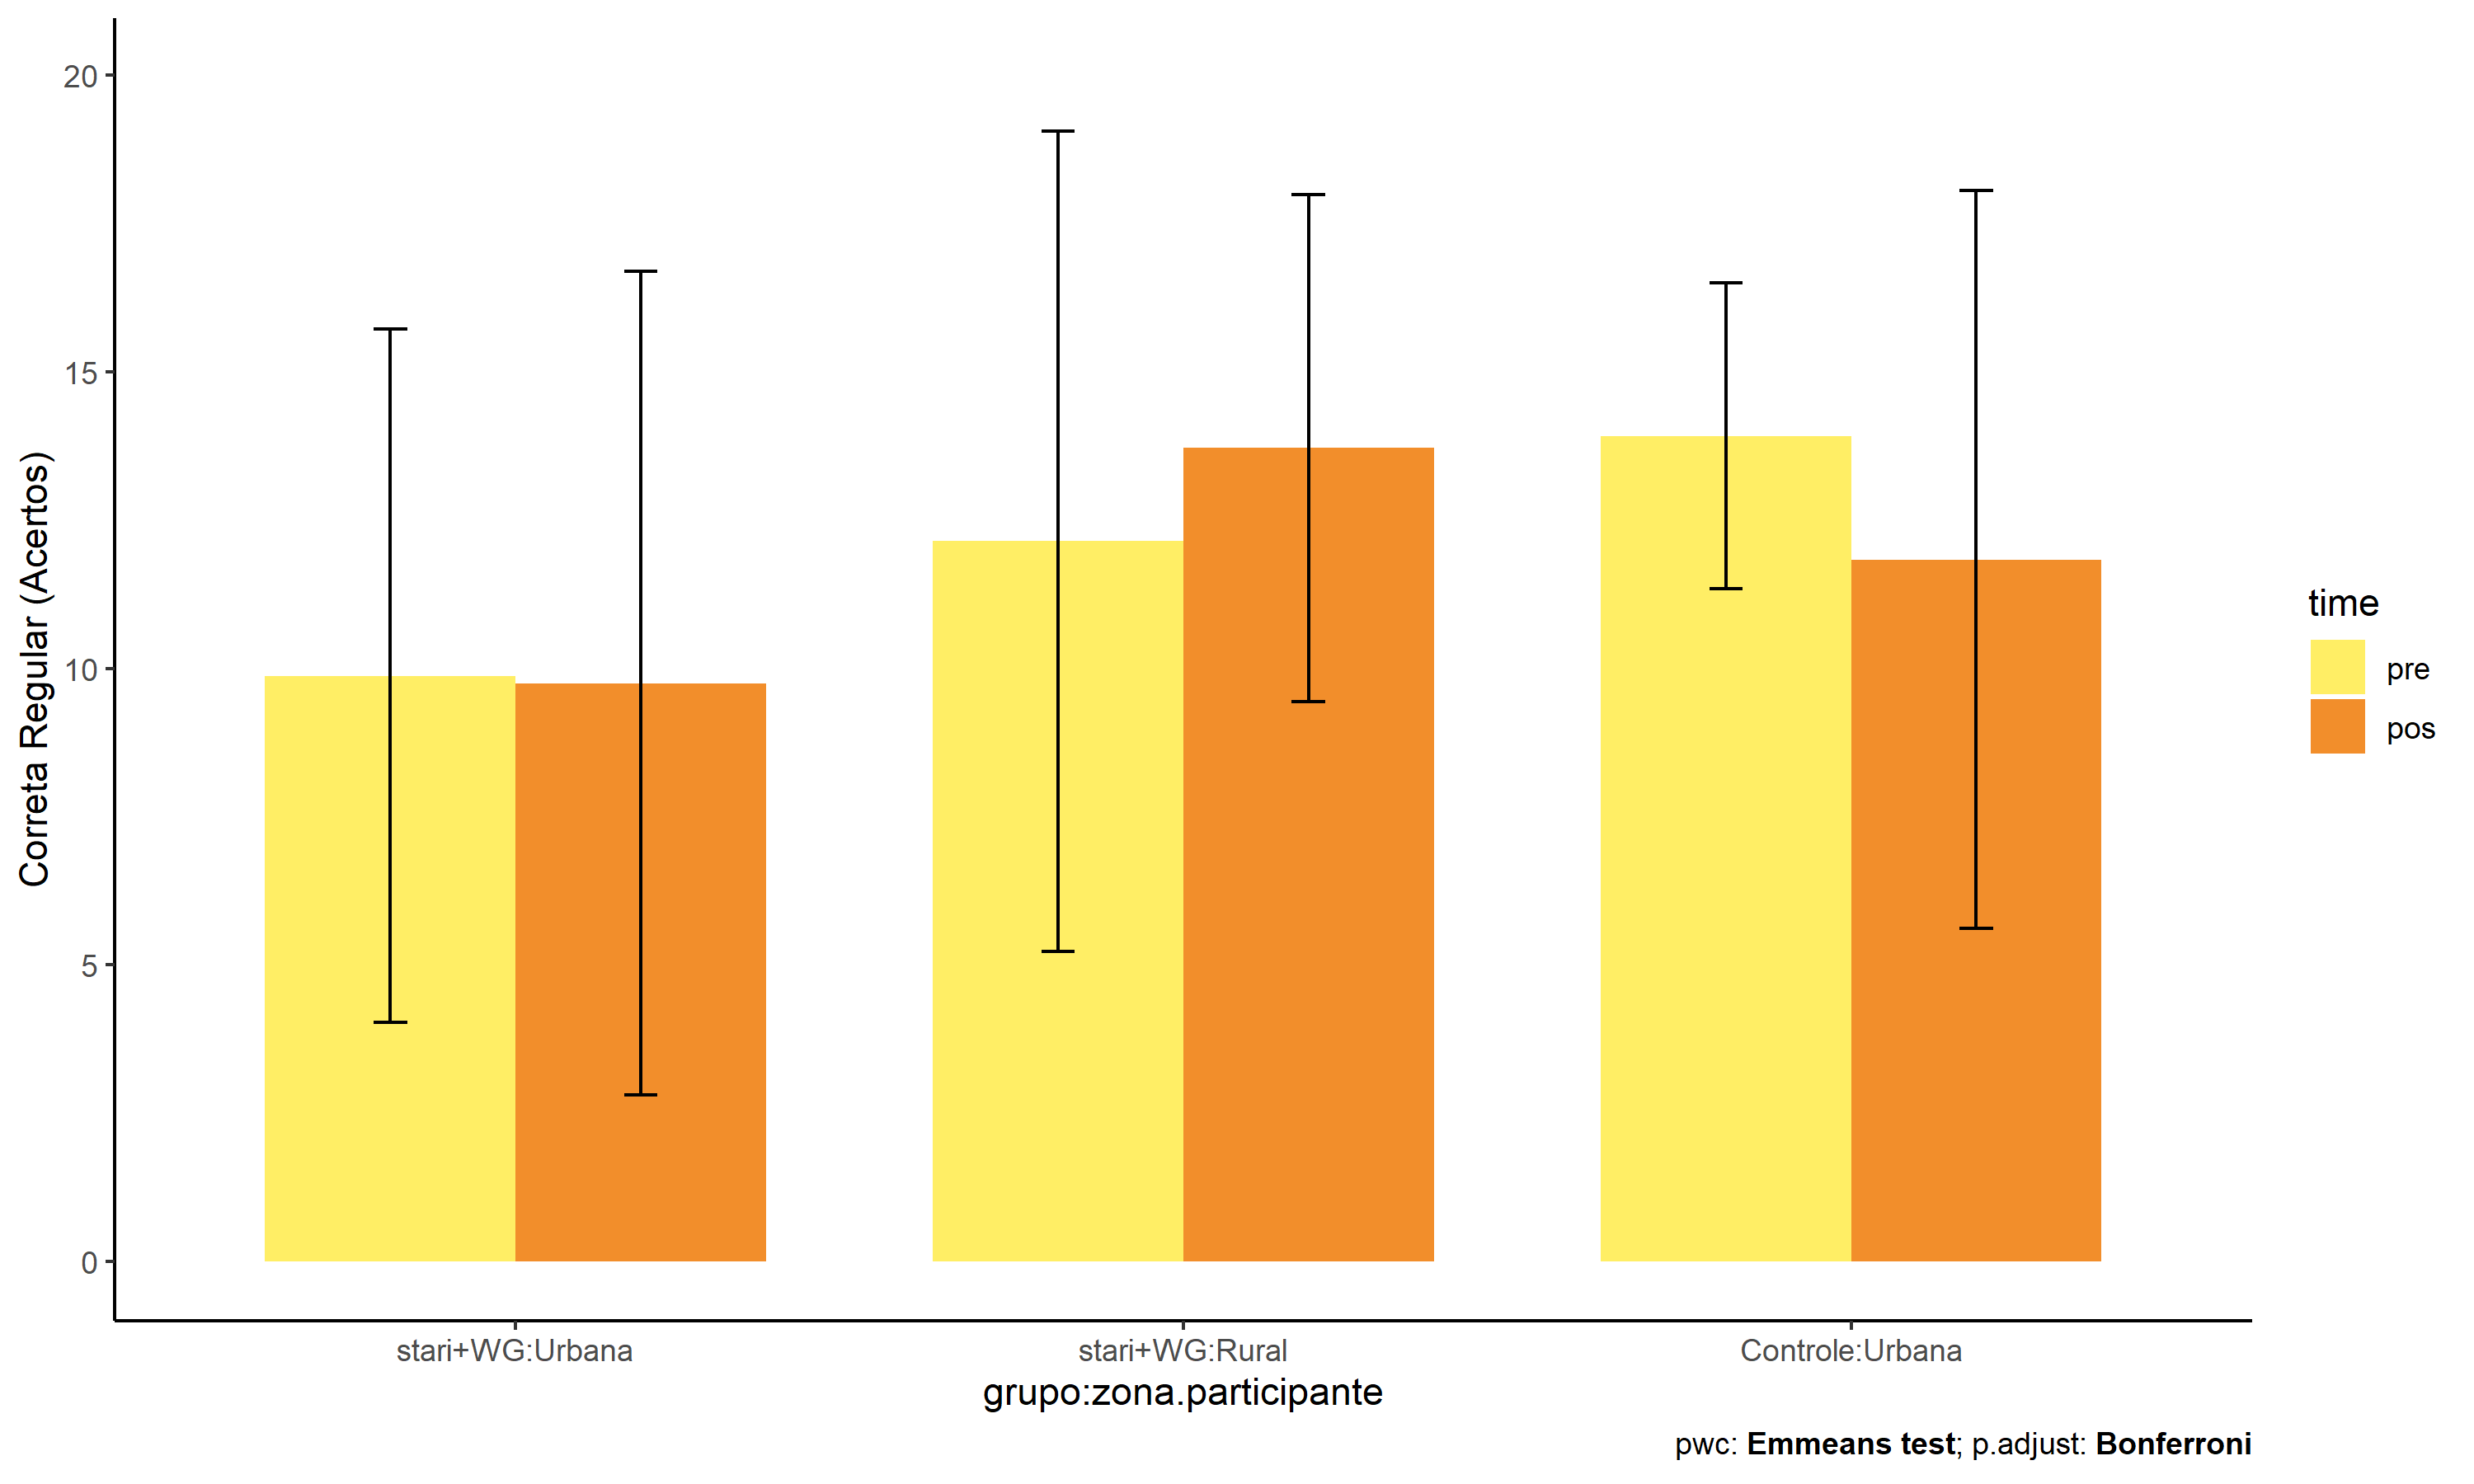 Correta Regular (Acertos)
20
15
10
5
0
stari+WG:Urbana
stari+WG:Rural
Controle:Urbana
grupo:zona.participante
time
pre
pos
pwc: Emmeans test; p.adjust: Bonferroni